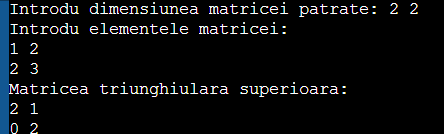 Introdu dimensiunea matricei patrate: 2 2
Introdu elementele matricei:
1 2
2 3
Matricea triunghiulara superioara:
2 1
0 2